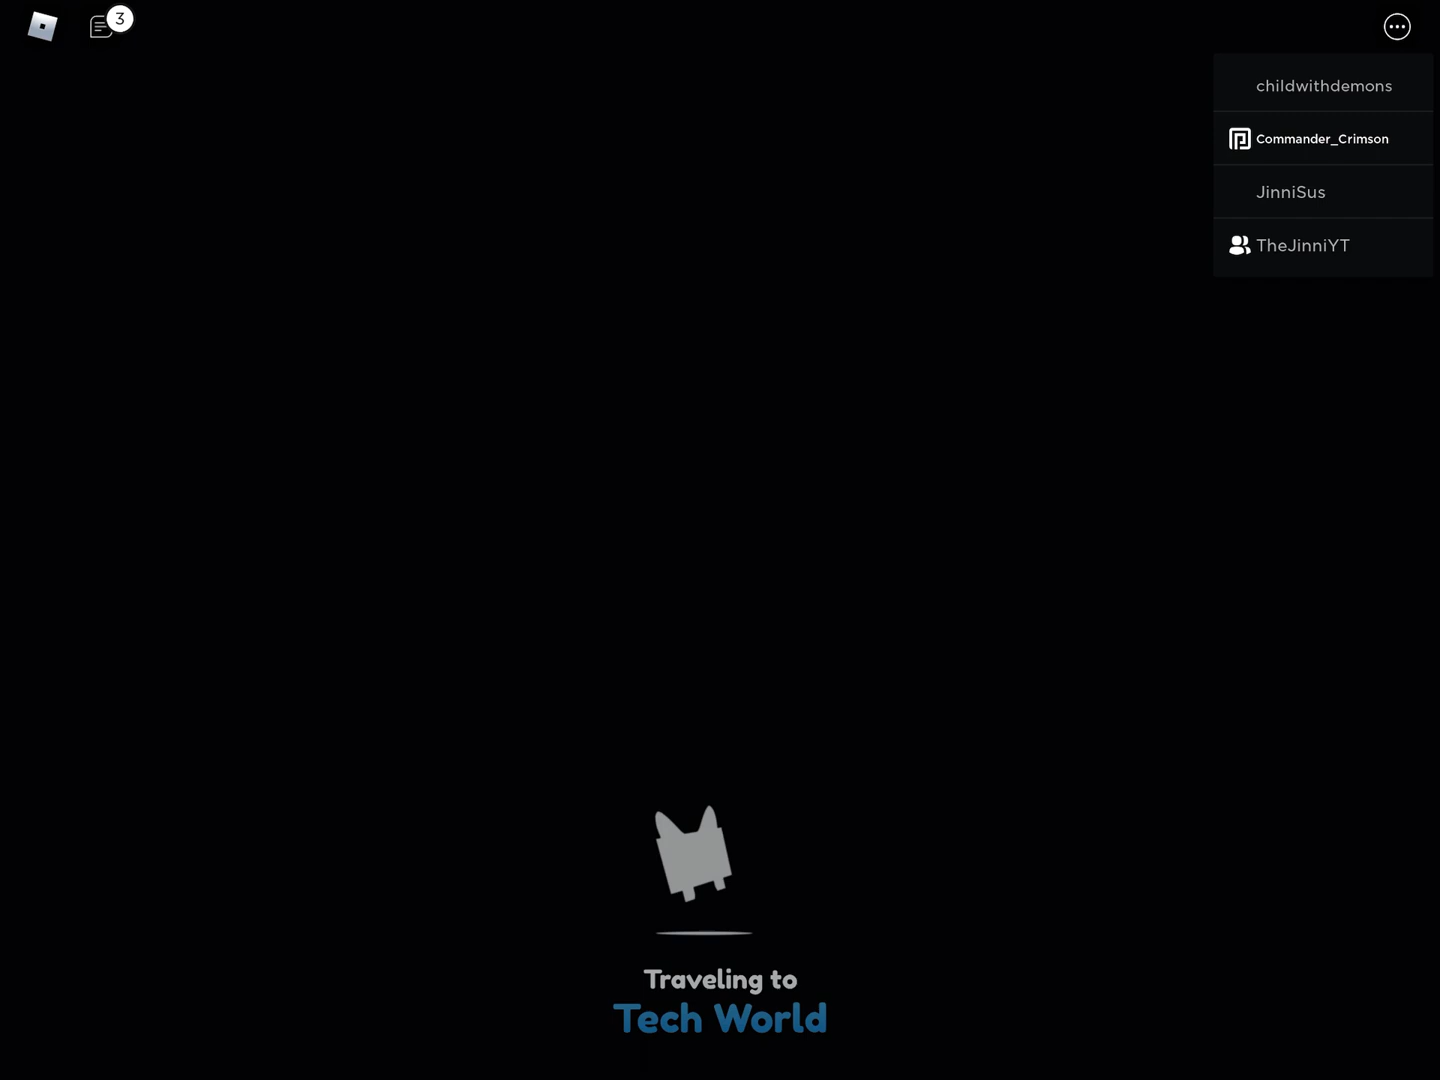 3
childwithdemons
Commander_Crimson
JinniSus
TheJinniYT
Traveling to
Tech World